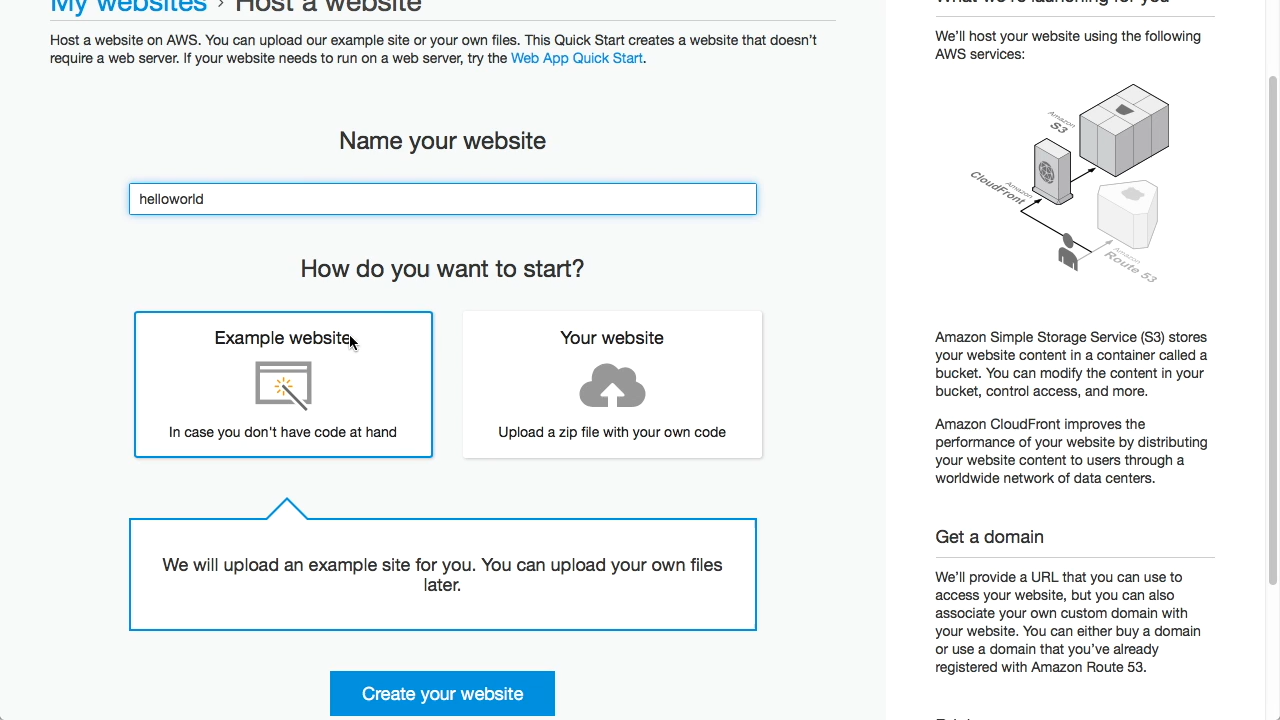 My websites › Host a website
Host a website on AWS. You can upload our example site or your own files. This Quick Start creates a website that doesn’t
require a web server. If your website needs to run on a web server, try the Web App Quick Start.
Name your website
helloworld
How do you want to start?
Example website
In case you don't have code at hand
Your website
Upload a zip file with your own code
We will upload an example site for you. You can upload your own files
later.
Create your website
What we’re launching for you
We’ll host your website using the following
AWS services:
Amazon
S3
Amazon
CloudFront
Amazon
Route 53
Amazon Simple Storage Service (S3) stores
your website content in a container called a
bucket. You can modify the content in your
bucket, control access, and more.
Amazon CloudFront improves the
performance of your website by distributing
your website content to users through a
worldwide network of data centers.
Get a domain
We’ll provide a URL that you can use to
access your website, but you can also
associate your own custom domain with
your website. You can either buy a domain
or use a domain that you’ve already
registered with Amazon Route 53.